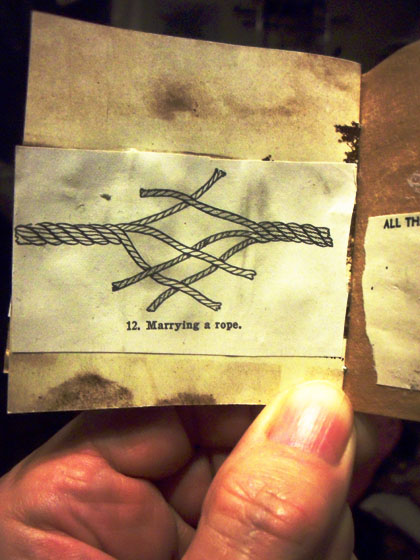 12. Marrying a rope.
ALL TH